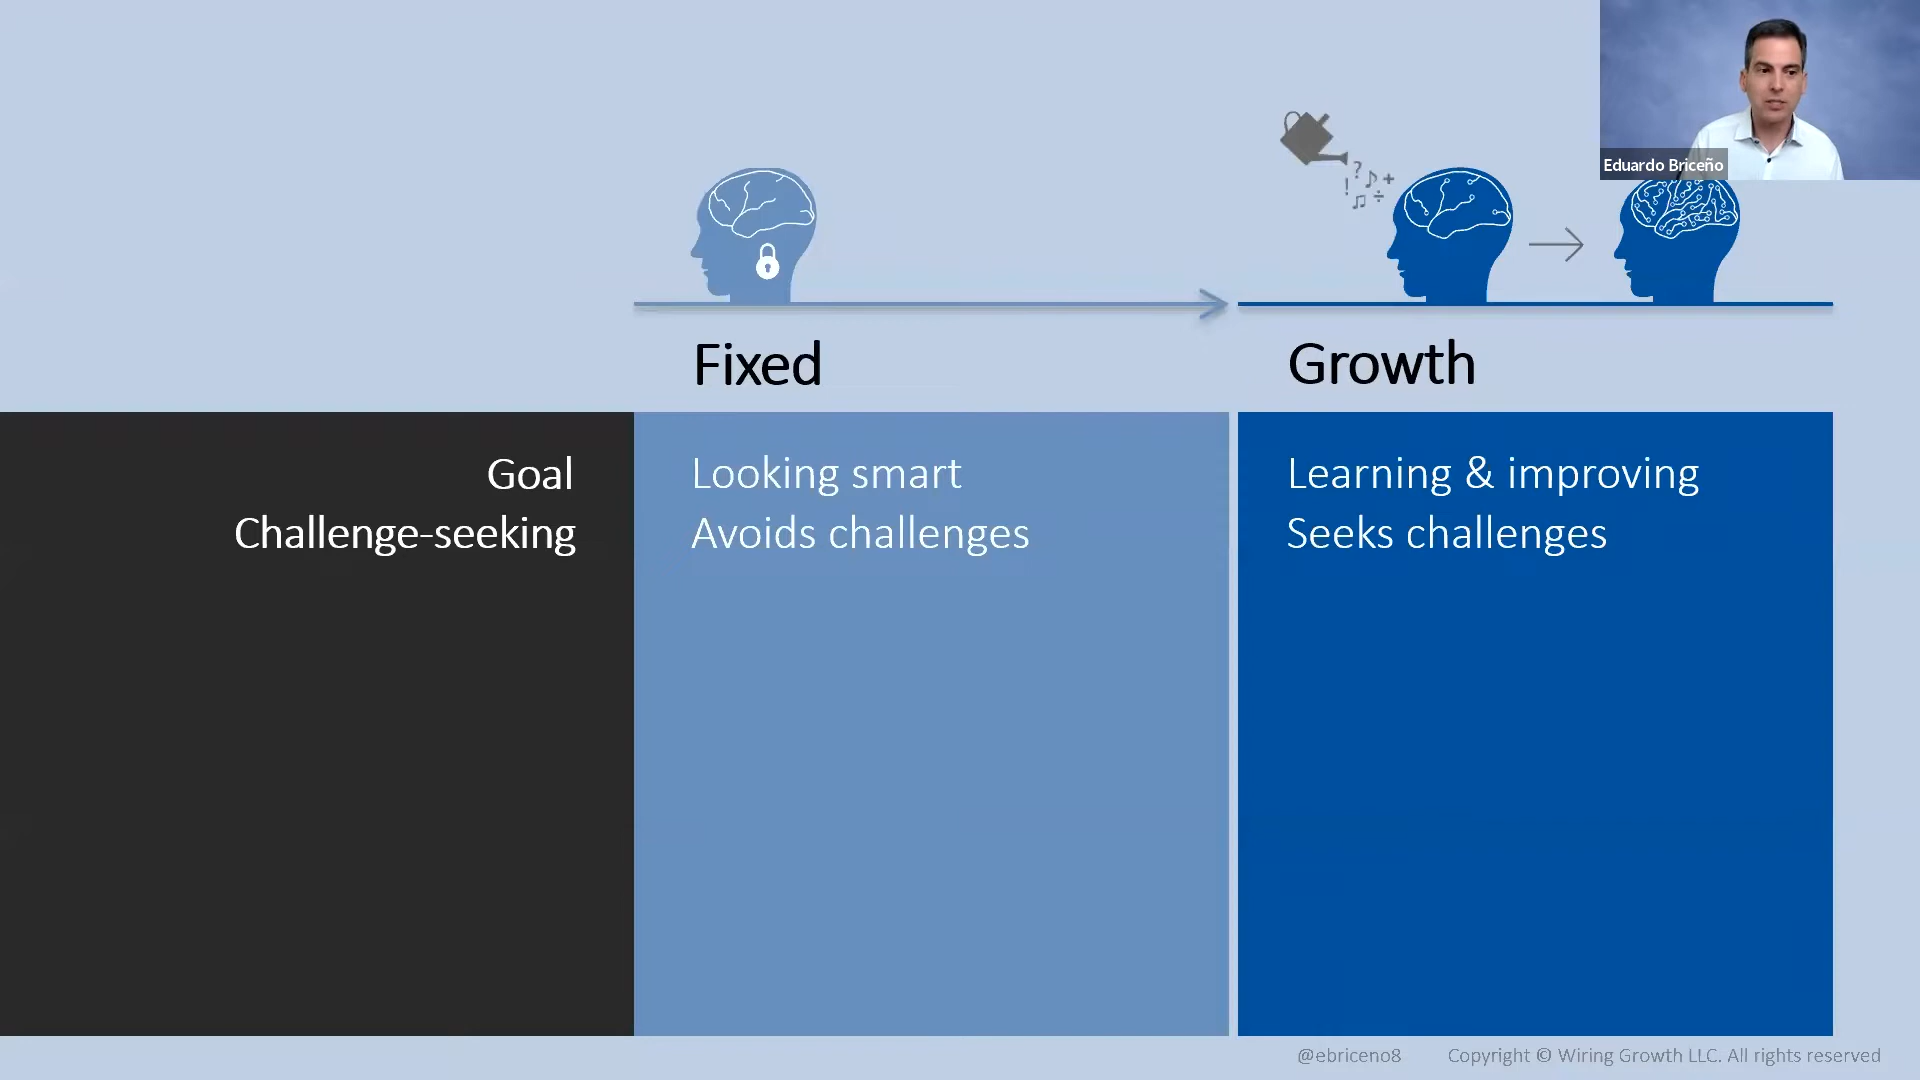 Eduardo Briceño
Fixed
Growth
Goal
Looking smart
Learning & improving
Challenge-seeking
Avoids challenges
Seeks challenges
@ebriceno8
Copyright © Wiring Growth LLC. All rights reserved